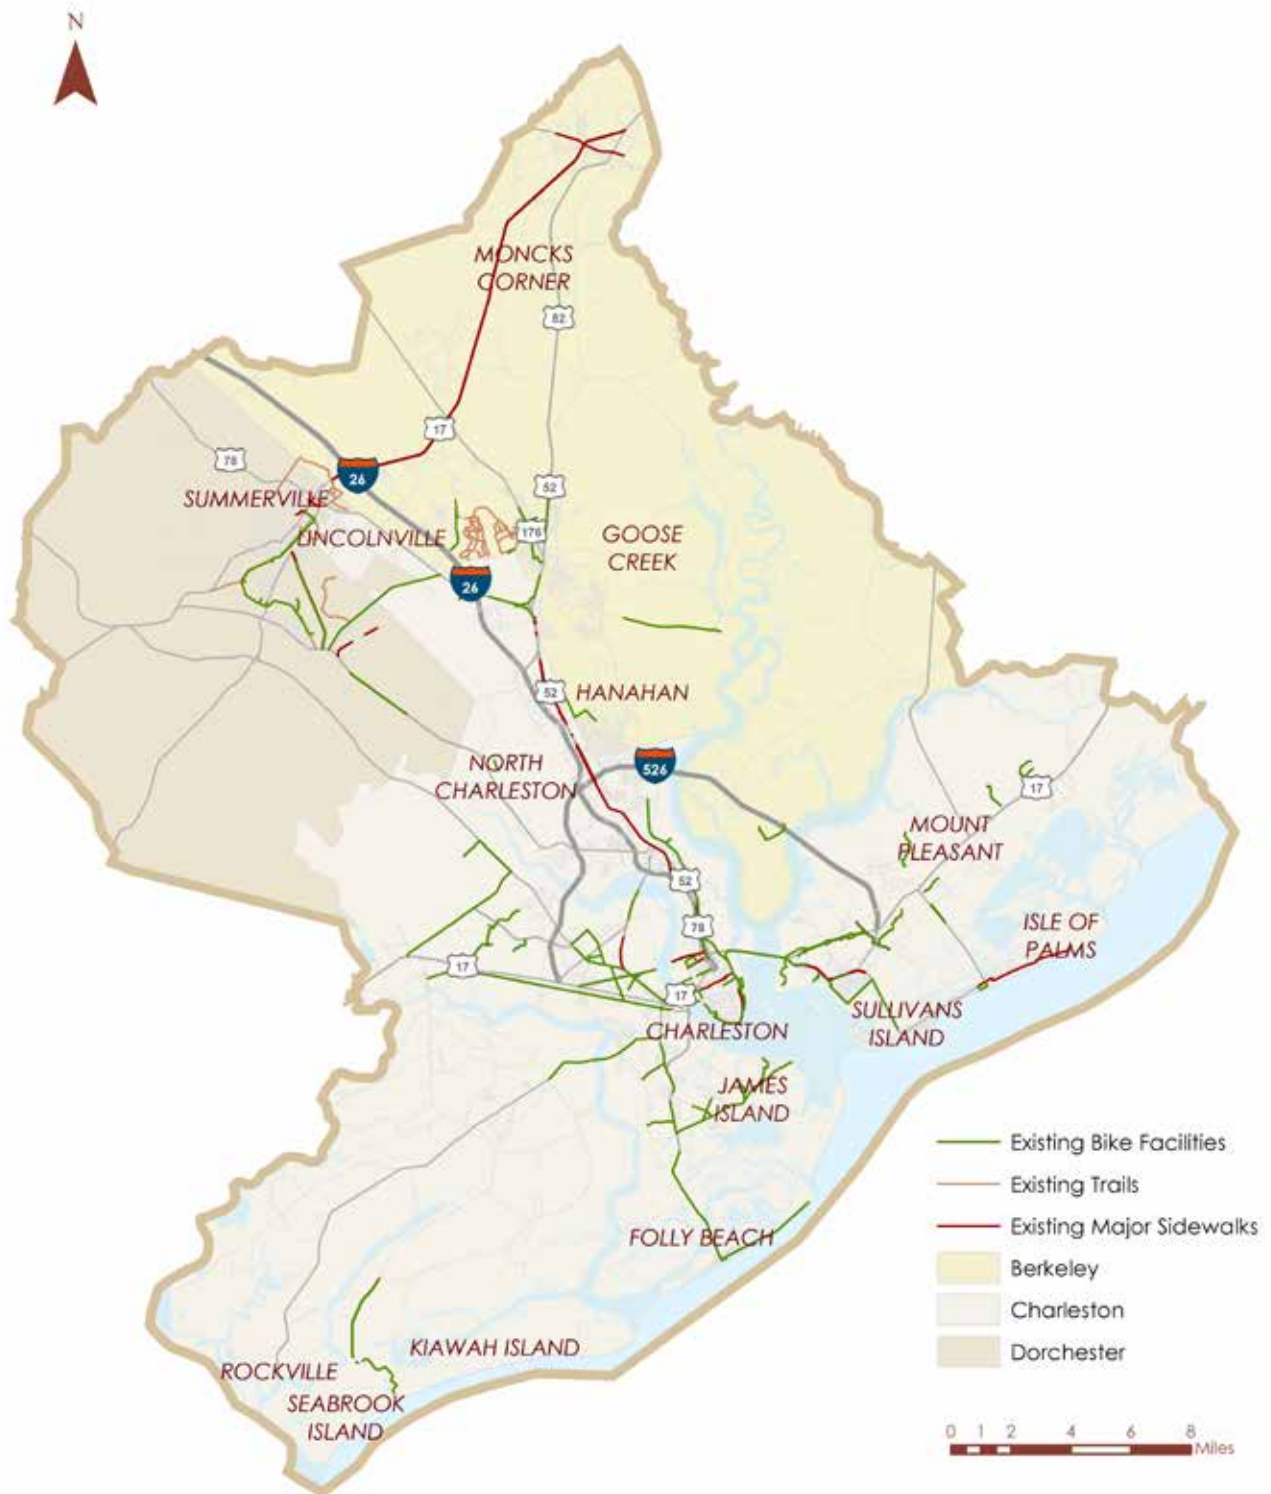 N
MONCKS
CORNER
52
17
78
26
SUMMERVILLE
52
LINCOLNVILLE
176
GOOSE
CREEK
26
52
HANAHAN
NORTH
CHARLESTON
526
17
MOUNT
PLEASANT
52
78
ISLE OF
PALMS
17
17
SULLIVANS
ISLAND
CHARLESTON
JAMES
ISLAND
FOLLY BEACH
KIAWAH ISLAND
ROCKVILLE
SEABROOK
ISLAND
Existing Bike Facilities
Existing Trails
Existing Major Sidewalks
Berkeley
Charleston
Dorchester
0 1 2 4 6 8
Miles